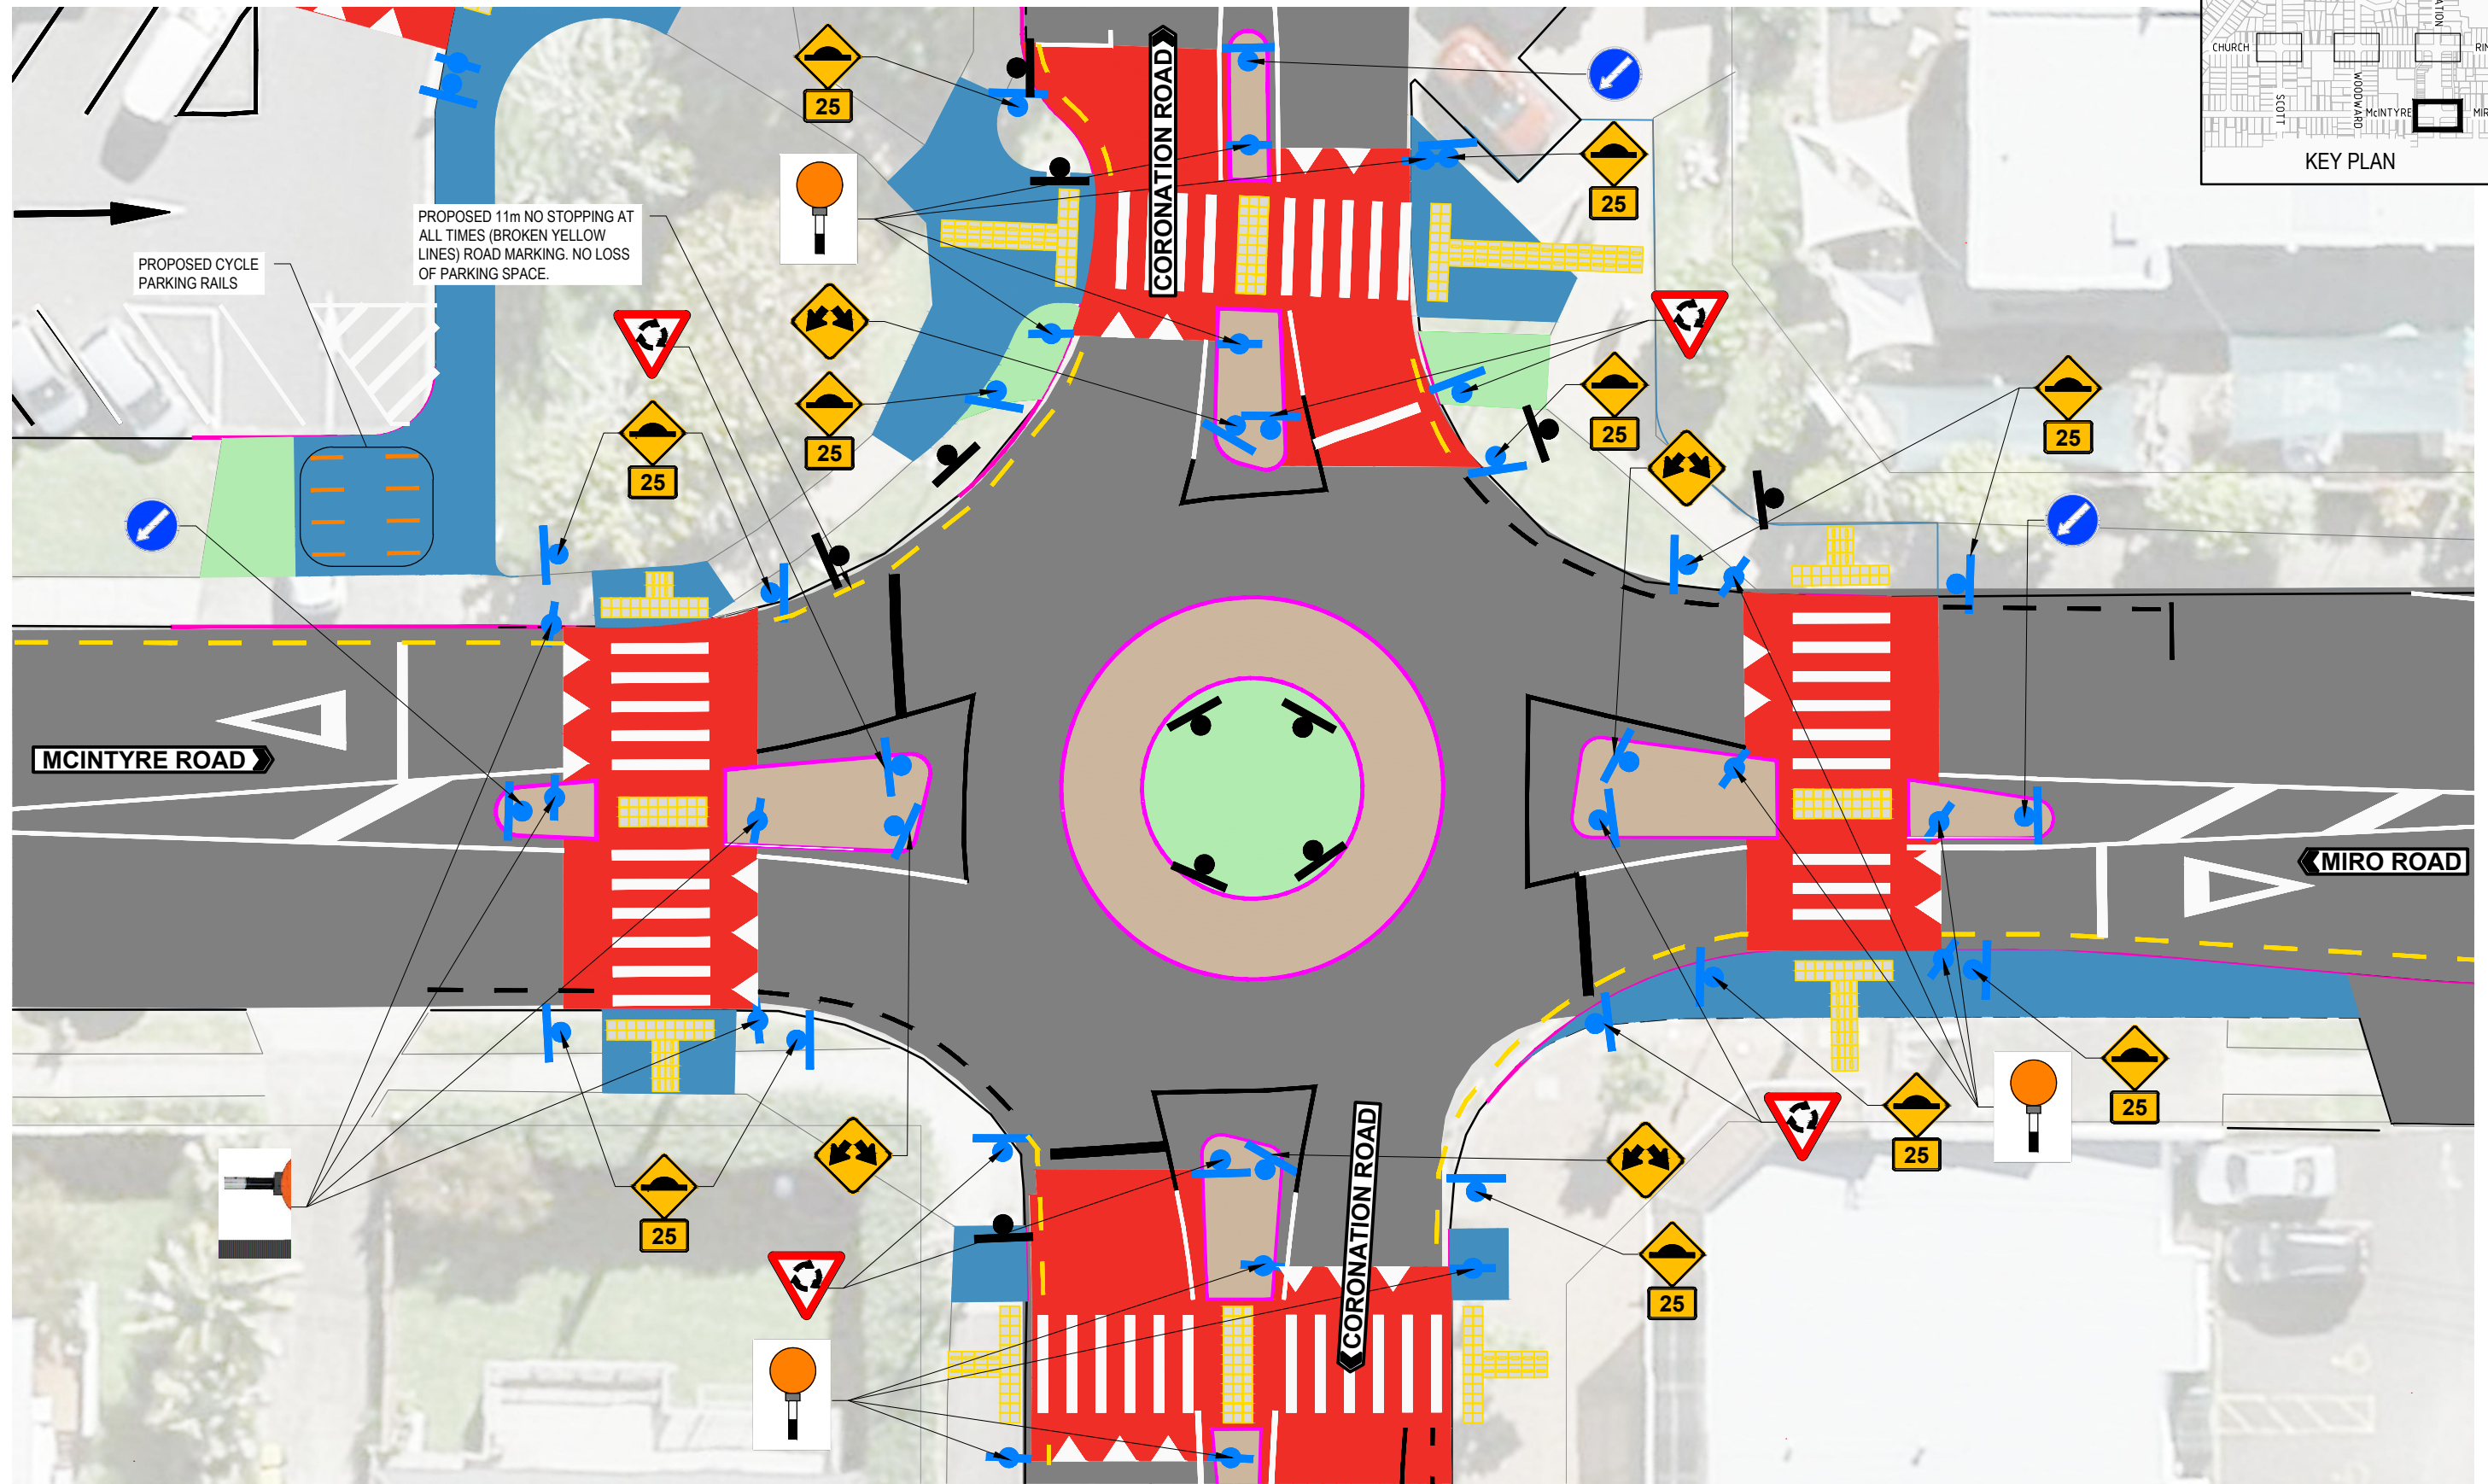 CHURCH
SCOTT
WOODWARD
McINTYRE
KEY PLAN
CORONATION ROAD
25
25
PROPOSED 11m NO STOPPING AT
ALL TIMES (BROKEN YELLOW
LINES) ROAD MARKING. NO LOSS
OF PARKING SPACE.
PROPOSED CYCLE
PARKING RAILS
25
25
25
25
MCINTYRE ROAD
MIRO ROAD
25
25
25
25
CORONATION ROAD